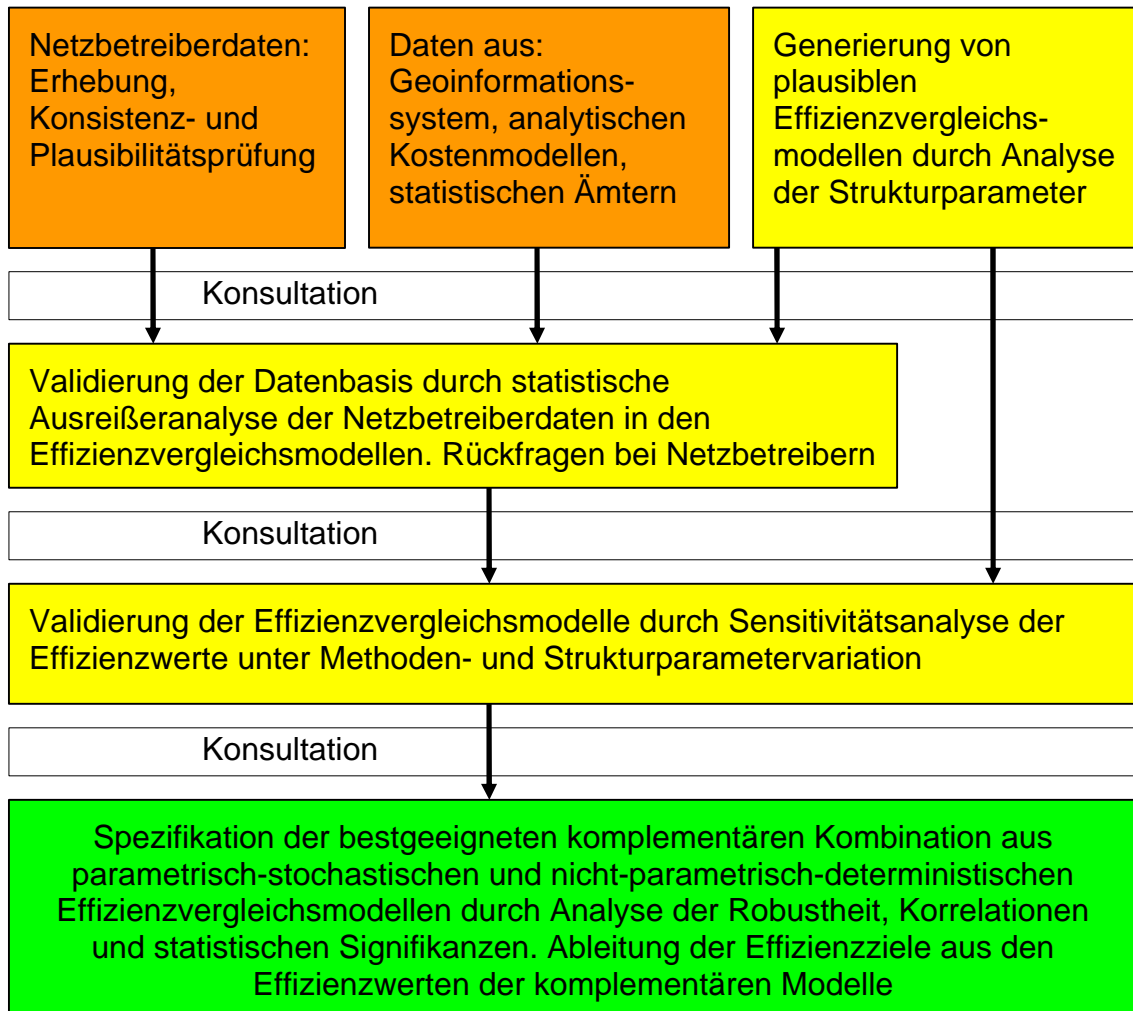 Netzbetreiberdaten:
Erhebung,
Konsistenz- und
Plausibilitätsprüfung
Daten aus:
Geoinformations-
system, analytischen
Kostenmodellen,
statistischen Ämtern
Generierung von
plausiblen
Effizienzvergleichs-
modellen durch Analyse
der Strukturparameter
Konsultation
Validierung der Datenbasis durch statistische
Ausreißeranalyse der Netzbetreiberdaten in den
Effizienzvergleichsmodellen. Rückfragen bei Netzbetreibern
Konsultation
Validierung der Effizienzvergleichsmodelle durch Sensitivitätsanalyse der
Effizienzwerte unter Methoden- und Strukturparametervariation
Konsultation
Spezifikation der bestgeeigneten komplementären Kombination aus
parametrisch-stochastischen und nicht-parametrisch-deterministischen
Effizienzvergleichsmodellen durch Analyse der Robustheit, Korrelationen
und statistischen Signifikanzen. Ableitung der Effizienzziele aus den
Effizienzwerten der komplementären Modelle